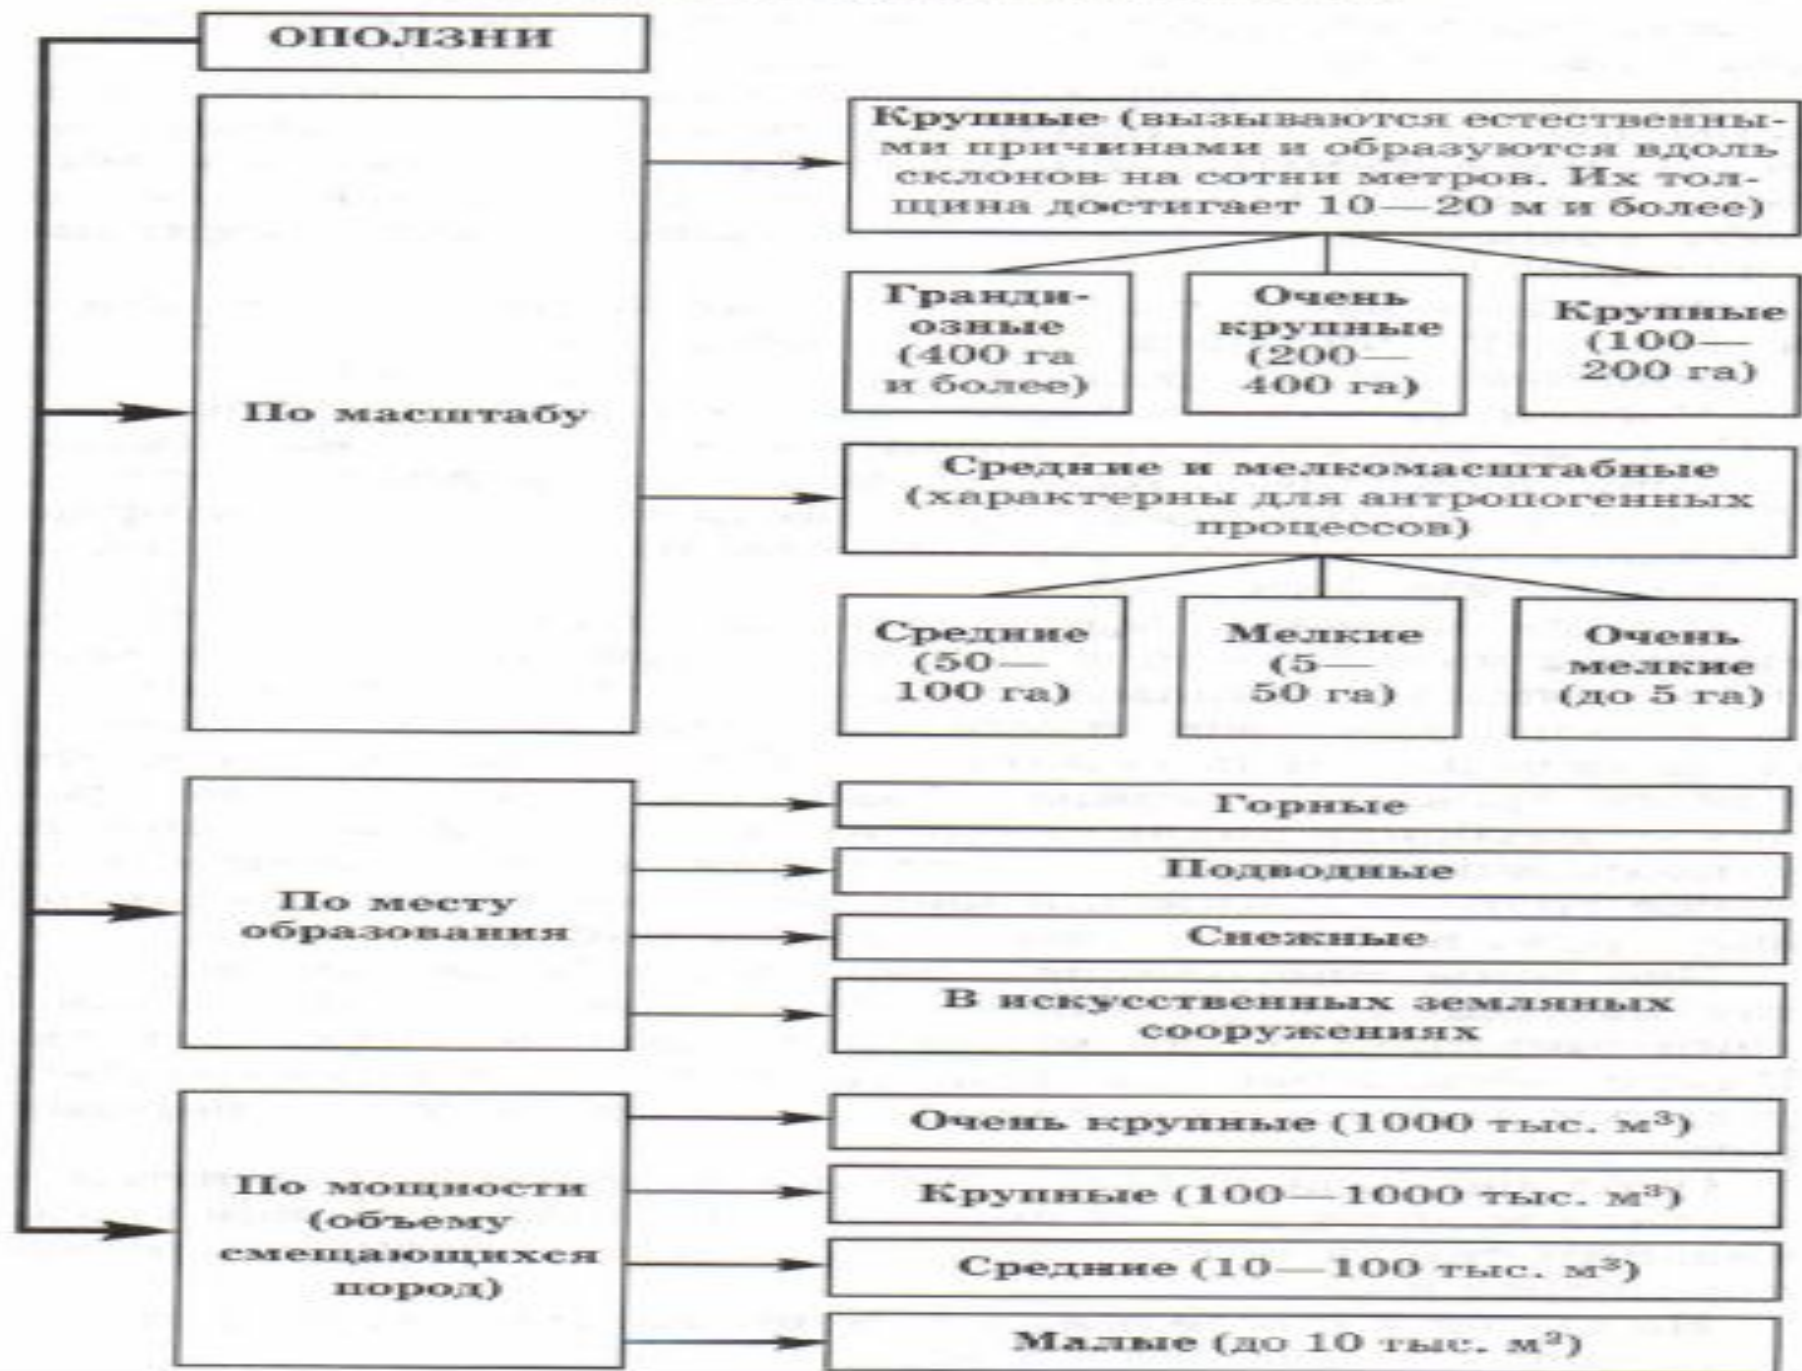 ОПОЛЗНИ
По масштабу
Крупные (вызываются естественны-
ми причинами и образуются вдоль
склонов на сотни метров. Их тол-
щина достигает 10—20 м и более)
Гранди-
озные
(400 га
и более)
Очень
крупные
(200—
400 га)
Крупные
(100—
200 га)
Средние и мелкомасштабные
(характерны для антропогенных
процессов)
Средние
(50—
100 га)
Мелкие
(5—
50 га)
Очень
мелкие
(до 5 га)
По месту
образования
Горные
Подводные
Снежные
В искусственных земляных
сооружениях
По мощности
(объему
смещающихся
пород)
Очень крупные (1000 тыс. м³)
Крупные (100—1000 тыс. м³)
Средние (10—100 тыс. м³)
Малые (до 10 тыс. м³)